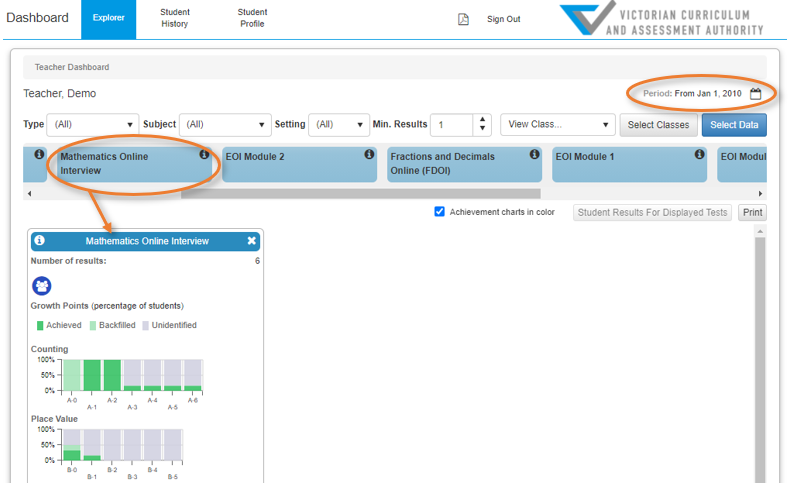 Dashboard Explorer Student History Student Profile Sign Out VICTORIAN CURRICULUM AND ASSESSMENT AUTHORITY
Teacher Dashboard
Teacher, Demo Period: From Jan 1, 2010
Type (All) Subject (All) Setting (All) Min. Results 1 View Class... Select Classes Select Data
Mathematics Online Interview EOI Module 2 Fractions and Decimals Online (FDOI) EOI Module 1 EOI Modul
Achievement charts in color Student Results For Displayed Tests Print
Mathematics Online Interview
Number of results: 6
Growth Points (percentage of students)
Achieved Backfilled Unidentified
Counting
100%
50%
0%
A-0 A-1 A-2 A-3 A-4 A-5 A-6
Place Value
100%
50%
0%
B-0 B-1 B-2 B-3 B-4 B-5